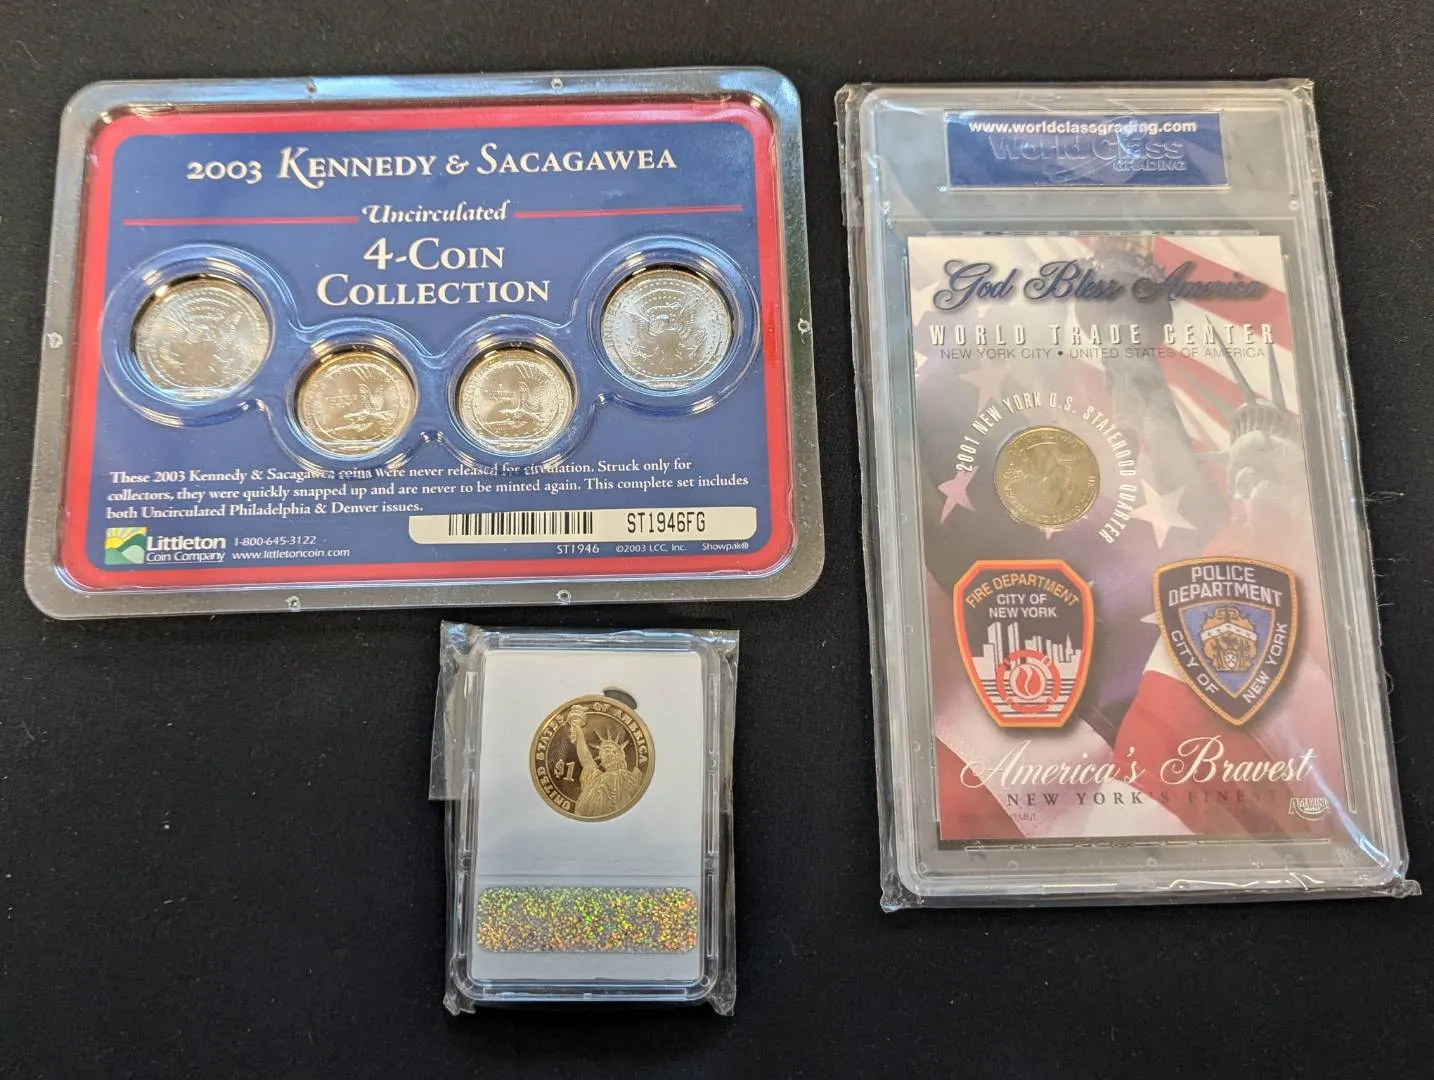 2003 KENNEDY & SACAGAWEA
Uncirculated
4-COIN
COLLECTION
These 2003 Kennedy & Sacagawea coins were never released for circulation. Struck only for
collectors, they were quickly snapped up and are never to be minted again. This complete set includes
both Uncirculated Philadelphia & Denver issues.
ST1946FG
Littleton
Coin Company
1-800-645-3122
www.littletoncoin.com
ST1946 ©2003 LCC, Inc. Showpak®
www.worldclassgrading.com
World Class
GRADING
God Bless America
WORLD TRADE CENTER
NEW YORK CITY • UNITED STATES OF AMERICA
2001 NEW YORK U.S. STATEHOOD QUARTER
FIRE DEPARTMENT
CITY OF
NEW YORK
POLICE
DEPARTMENT
CITY OF NEW YORK
America's Bravest
NEW YORK'S FINEST
UNITED STATES OF AMERICA
$1